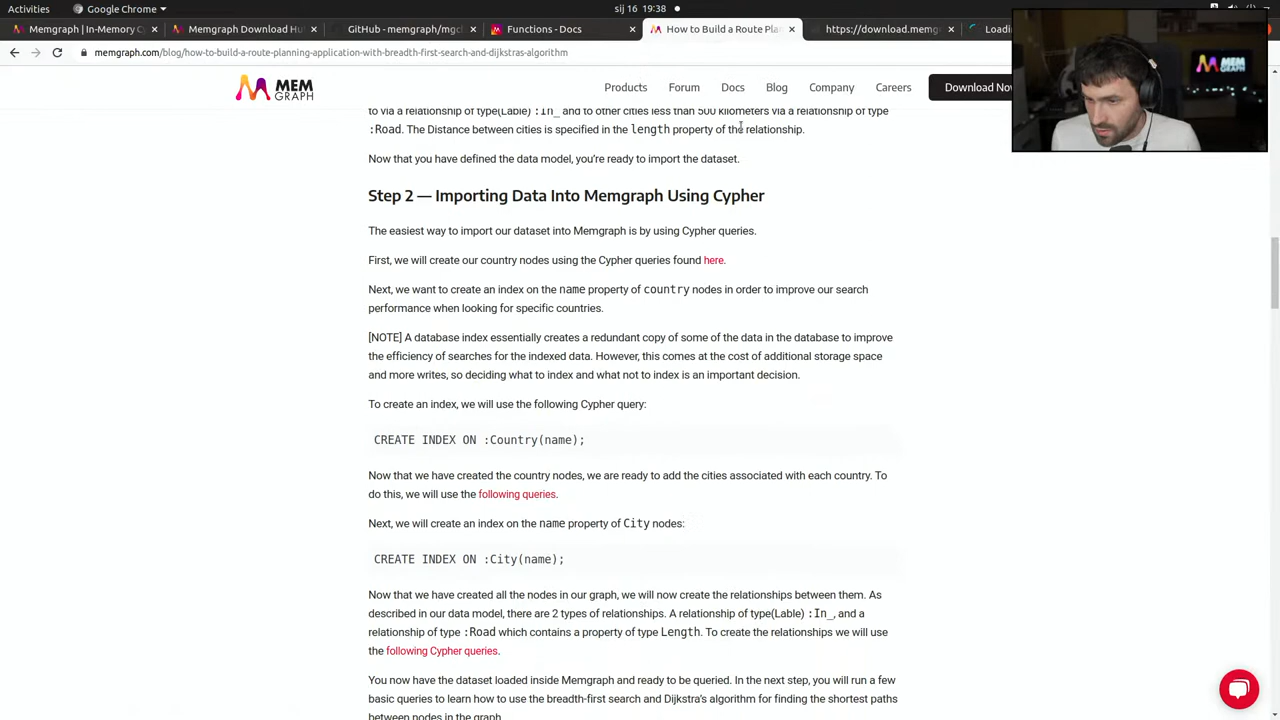 Activities
sij 16 19:38
Memgraph | In-Memory Cy
Memgraph Download Hub
GitHub - memgraph/mgc
Functions - Docs
How to Build a Route Plan
https://download.memg
Loadi
memgraph.com/blog/how-to-build-a-route-planning-application-with-breadth-first-search-and-dijkstras-algorithm
MEM
GRAPH
Products
Forum
Docs
Blog
Company
Careers
Download Now
to via a relationship of type(Lable) :In_ and to other cities less than 500 kilometers via a relationship of type
:Road. The Distance between cities is specified in the length property of the relationship.
Now that you have defined the data model, you're ready to import the dataset.
Step 2 — Importing Data Into Memgraph Using Cypher
The easiest way to import our dataset into Memgraph is by using Cypher queries.
First, we will create our country nodes using the Cypher queries found here.
Next, we want to create an index on the name property of country nodes in order to improve our search
performance when looking for specific countries.
[NOTE] A database index essentially creates a redundant copy of some of the data in the database to improve
the efficiency of searches for the indexed data. However, this comes at the cost of additional storage space
and more writes, so deciding what to index and what not to index is an important decision.
To create an index, we will use the following Cypher query:
CREATE INDEX ON :Country(name);
Now that we have created the country nodes, we are ready to add the cities associated with each country. To
do this, we will use the following queries.
Next, we will create an index on the name property of City nodes:
CREATE INDEX ON :City(name);
Now that we have created all the nodes in our graph, we will now create the relationships between them. As
described in our data model, there are 2 types of relationships. A relationship of type(Lable) :In_, and a
relationship of type :Road which contains a property of type Length. To create the relationships we will use
the following Cypher queries.
You now have the dataset loaded inside Memgraph and ready to be queried. In the next step, you will run a few
basic queries to learn how to use the breadth-first search and Dijkstra's algorithm for finding the shortest paths
between nodes in the graph.
MEM
GRAPH